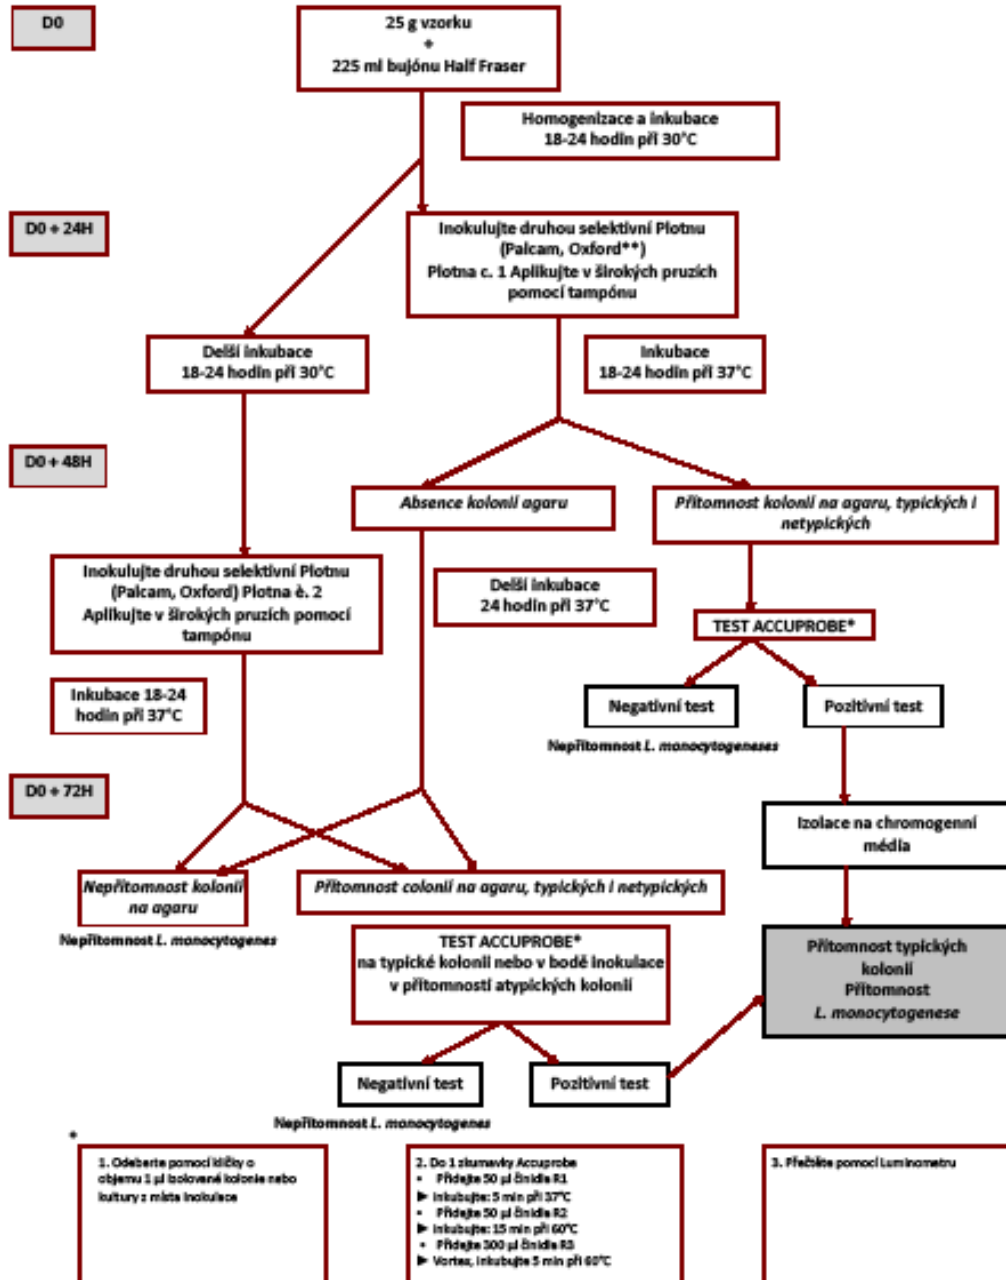 D0
25 g vzorku
+
225 ml bujónu Half Fraser
Homogenizace a inkubace
18-24 hodin při 30°C
D0 + 24H
Inokulujte druhou selektivní Plotnu
(Palcam, Oxford**)
Plotna c. 1 Aplikujte v širokých pruzích
pomocí tampónu
Delší inkubace
18-24 hodin při 30°C
Inkubace
18-24 hodin při 37°C
D0 + 48H
Absence kolonií agaru
Přítomnost kolonií na agaru, typických i
netypických
Inokulujte druhou selektivní Plotnu
(Palcam, Oxford) Plotna è. 2
Aplikujte v širokých pruzích pomocí
tampónu
Delší inkubace
24 hodin při 37°C
TEST ACCUPROBE*
Inkubace 18-24
hodin při 37°C
Negativní test
Pozitivní test
Nepřítomnost L. monocytogeneses
D0 + 72H
Izolace na chromogenní
média
Nepřítomnost kolonií
na agaru
Přítomnost colonií na agaru, typických i netypických
Nepřítomnost L. monocytogenes
TEST ACCUPROBE*
na typické kolonii nebo v bodě inokulace
v přítomnosti atypických kolonií
Přítomnost typických
kolonií
Přítomnost
L. monocytogenese
Negativní test
Pozitivní test
Nepřítomnost L. monocytogenes
*
1. Odeberte pomocí kličky o
objemu 1 µl izolované kolonie nebo
kultury z místa inokulace
2. Do 1 zkumavky Accuprobe
• Přidejte 50 µl činidla R1
► Inkubujte: 5 min při 37°C
• Přidejte 50 µl činidla R2
► Inkubujte: 15 min při 60°C
• Přidejte 300 µl činidla R3
► Vortex, inkubujte 5 min při 60°C
3. Přečtěte pomocí Luminometru